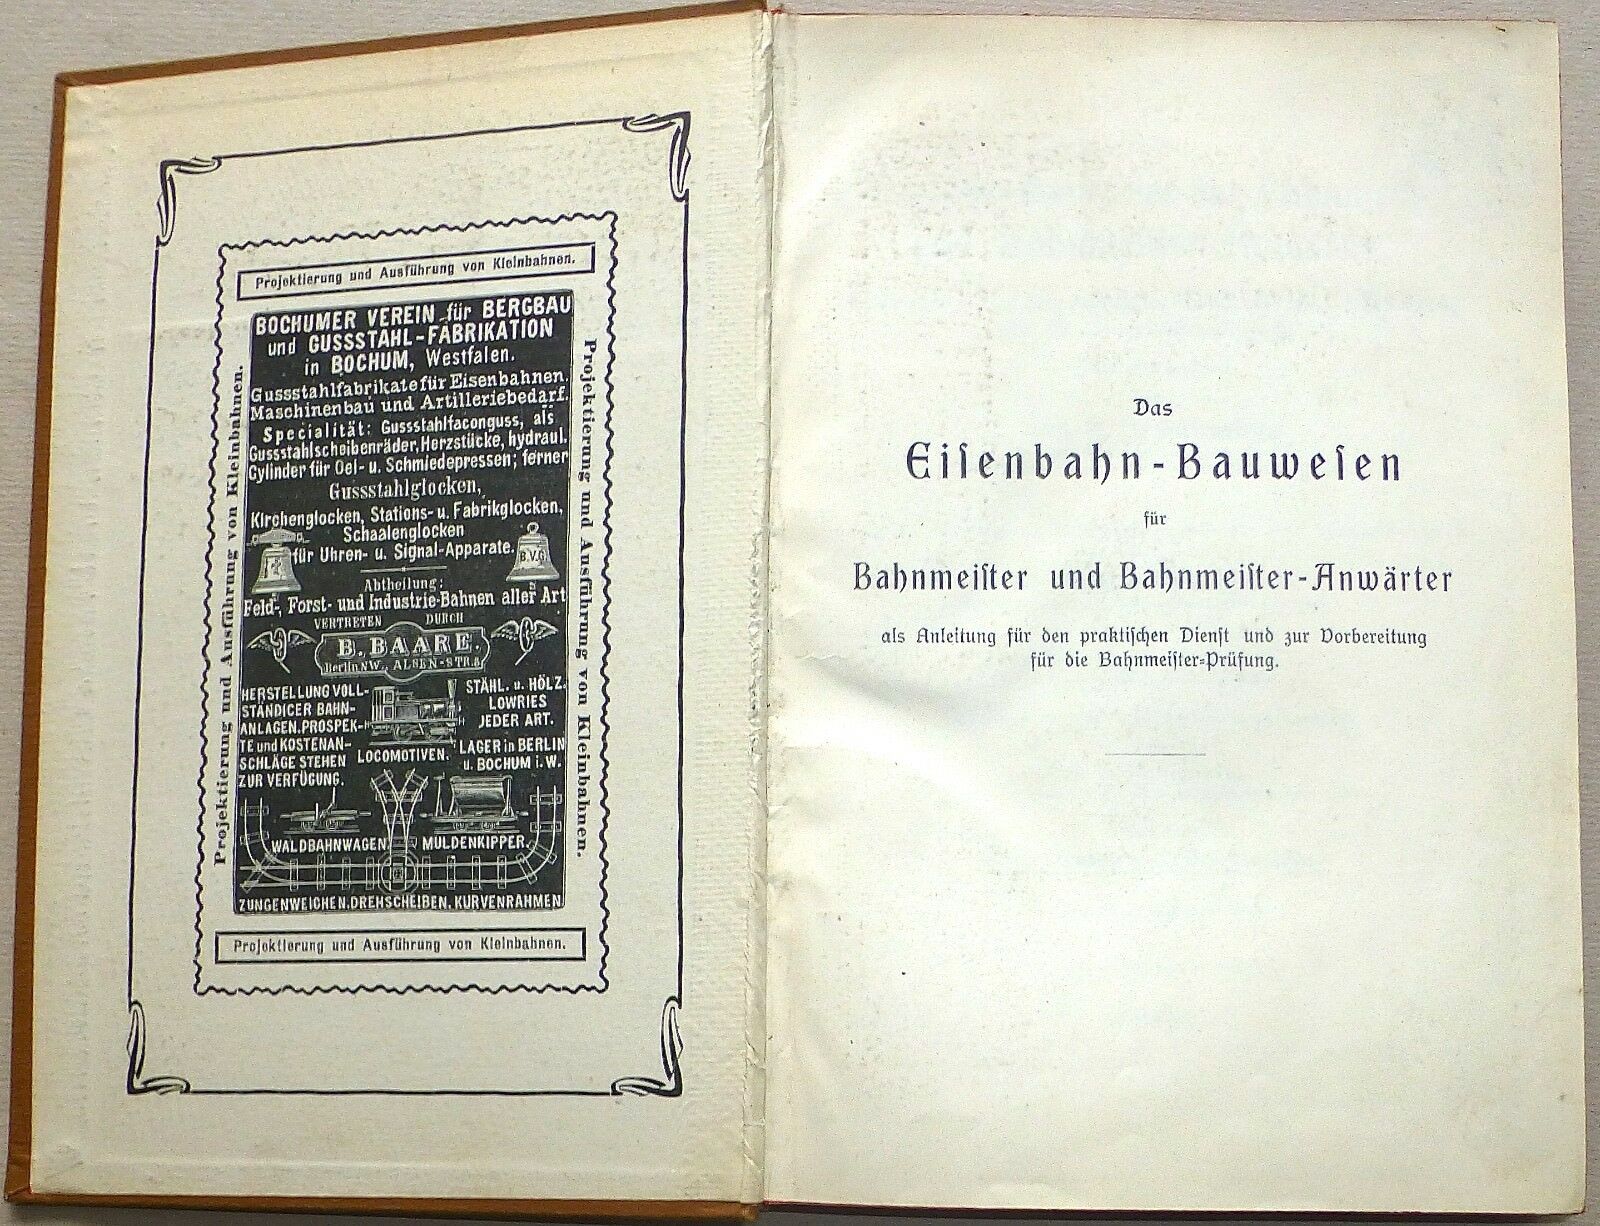 Projektierung und Ausführung von Kleinbahnen.
BOCHUMER VEREIN für BERGBAU
und GUSSSTAHL-FABRIKATION
in BOCHUM, Westfalen.
Gussstahlfabrikate für Eisenbahnen,
Maschinenbau und Artilleriebedarf.
Specialität: Gussstahlfaconguss, als
Gussstahlscheibenräder, Herzstücke, hydraul.
Cylinder für Oel- u. Schmiedepressen; ferner
Gussstahlglocken,
Kirchenglocken, Stations- u. Fabrikglocken,
Schaalenglocken
für Uhren- u. Signal-Apparate.
B.V.G.
Abtheilung:
Feld-, Forst- und Industrie-Bahnen aller Art
VERTRETEN DURCH
B. BAARE.
Berlin NW., ALSEN-STR. 8
HERSTELLUNG VOLL-
STÄNDIGER BAHN-
ANLAGEN. PROSPEK-
TE und KOSTENAN-
SCHLÄGE STEHEN
ZUR VERFÜGUNG.
LOCOMOTIVEN.
STÄHL. u. HÖLZ.
LOWRIES
JEDER ART.
LAGER in BERLIN
u. BOCHUM i. W.
WALDBAHNWAGEN.
MULDENKIPPER.
ZUNGENWEICHEN, DREHSCHEIBEN, KURVENRAHMEN
Projektierung und Ausführung von Kleinbahnen.
Projektierung und Ausführung von Kleinbahnen.
Projektierung und Ausführung von Kleinbahnen.
Das
Eiſenbahn-Bauweſen
für
Bahnmeiſter und Bahnmeiſter-Anwärter
als Anleitung für den praktiſchen Dienſt und zur Vorbereitung
für die Bahnmeiſter-Prüfung.